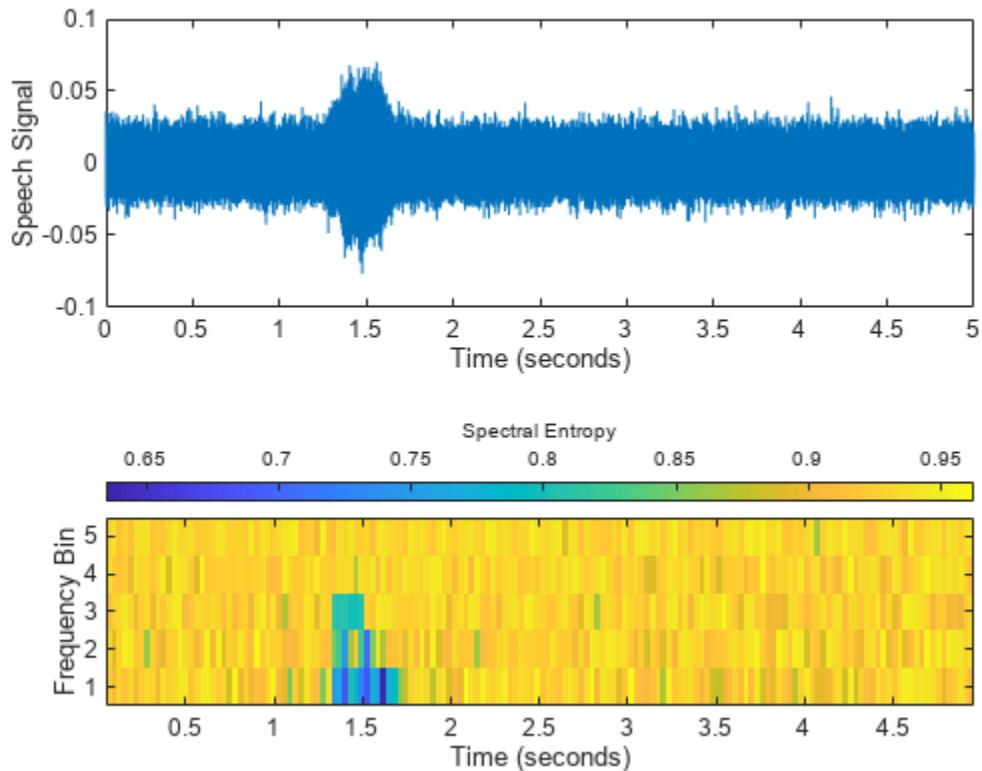 0.1
0.05
0
-0.05
-0.1
Speech Signal
0 0.5 1 1.5 2 2.5 3 3.5 4 4.5 5
Time (seconds)
Spectral Entropy
0.65 0.7 0.75 0.8 0.85 0.9 0.95
5
4
3
2
1
Frequency Bin
0.5 1 1.5 2 2.5 3 3.5 4 4.5
Time (seconds)